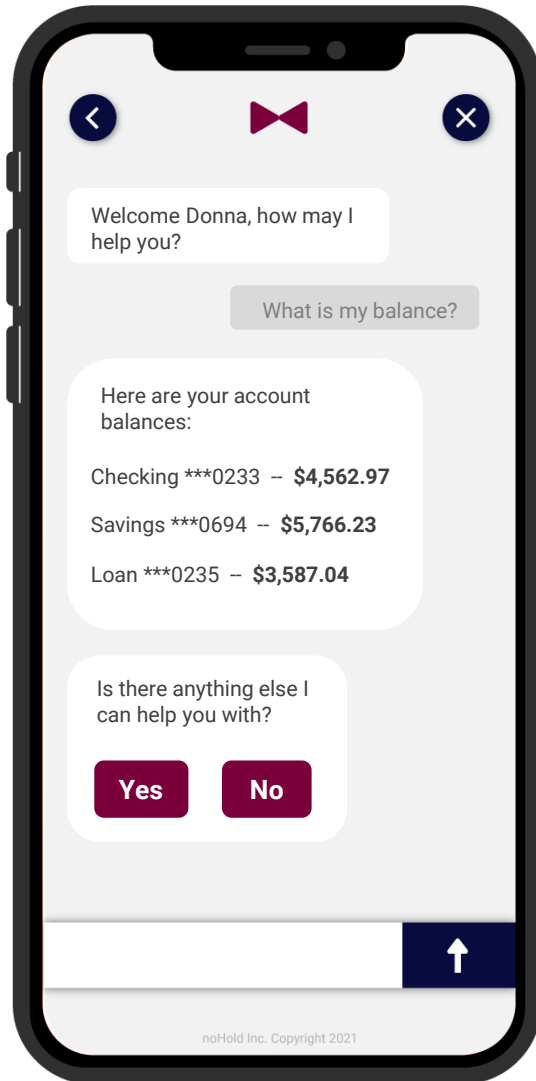 Welcome Donna, how may I
help you?
What is my balance?
Here are your account
balances:
Checking ***0233 -- $4,562.97
Savings ***0694 -- $5,766.23
Loan ***0235 -- $3,587.04
Is there anything else I
can help you with?
Yes No
noHold Inc. Copyright 2021